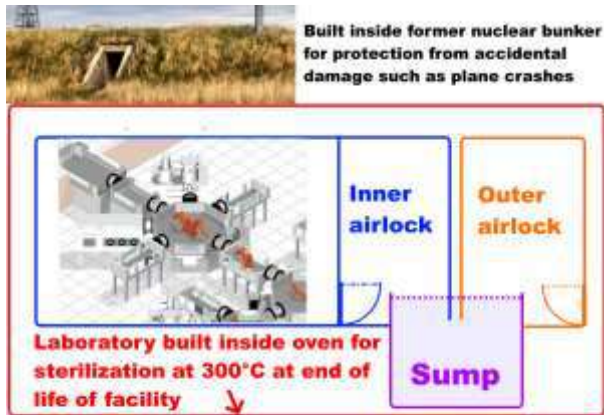 Built inside former nuclear bunker
for protection from accidental
damage such as plane crashes
Inner
airlock
Outer
airlock
Laboratory built inside oven for
sterilization at 300°C at end of
life of facility
Sump